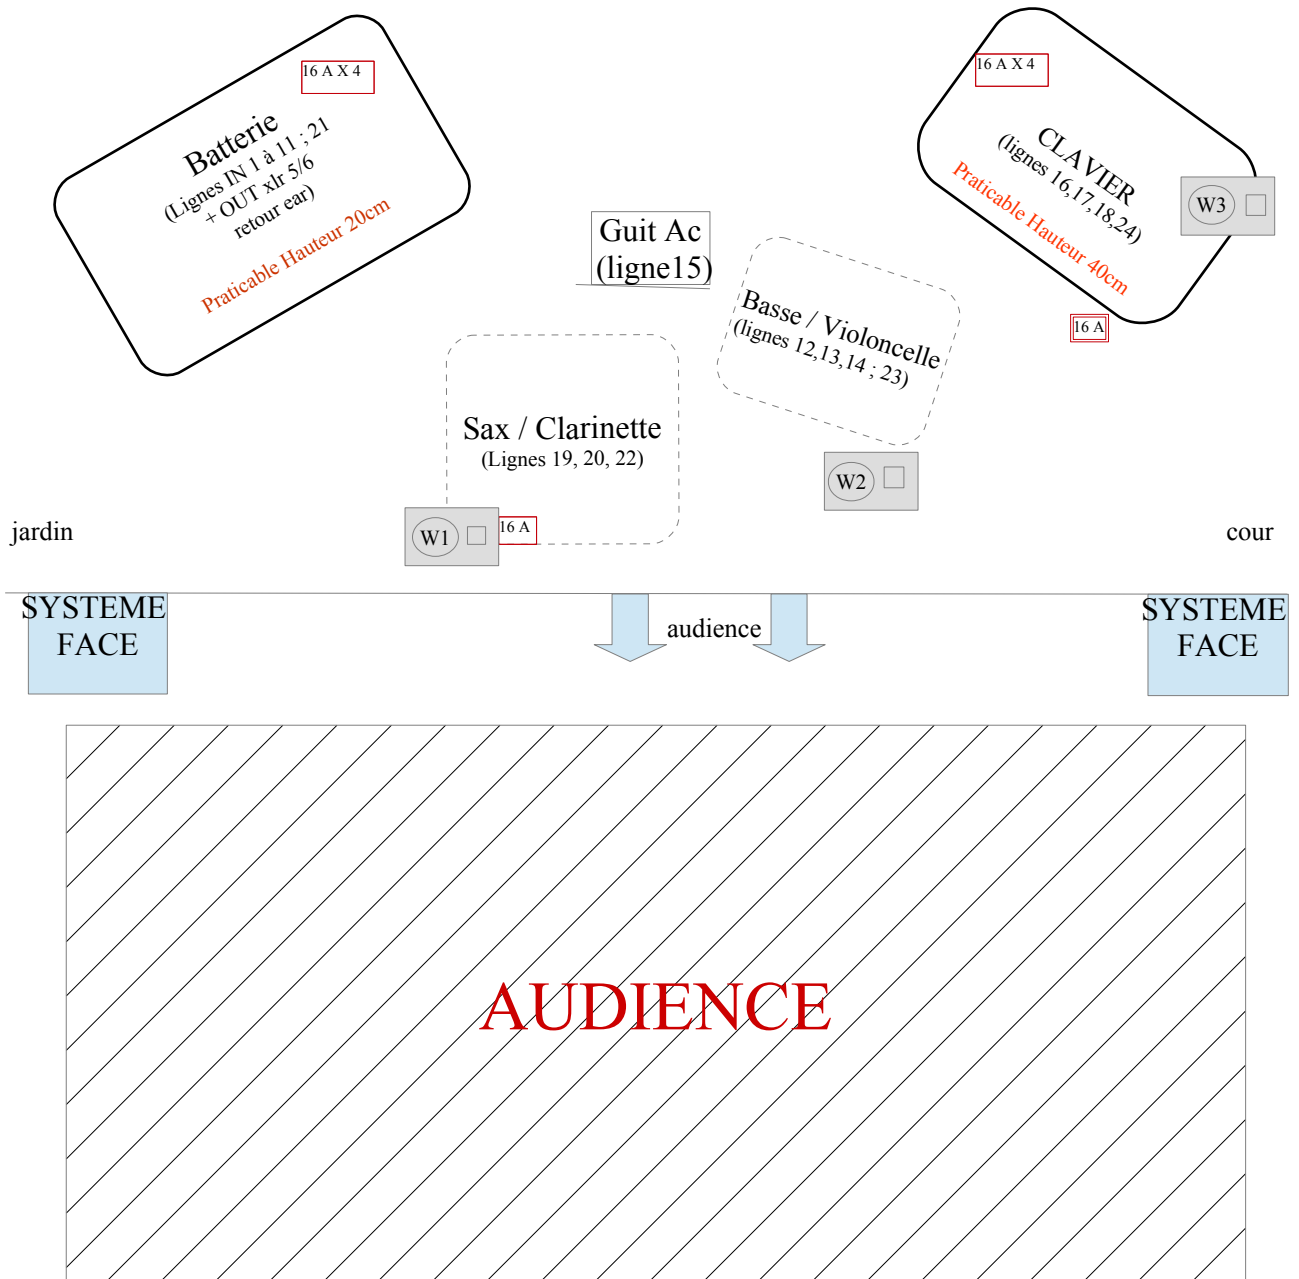 16 A X 4
Batterie
(Lignes IN 1 à 11 ; 21
+ OUT xlr 5/6
retour ear)
Praticable Hauteur 20cm
16 A X 4
CLAVIER
(lignes 16,17,18,24)
Praticable Hauteur 40cm
W3
16 A
Guit Ac
(ligne15)
Basse / Violoncelle
(lignes 12,13,14 ; 23)
Sax / Clarinette
(Lignes 19, 20, 22)
W2
W1
16 A
jardin
cour
SYSTEME
FACE
audience
SYSTEME
FACE
AUDIENCE